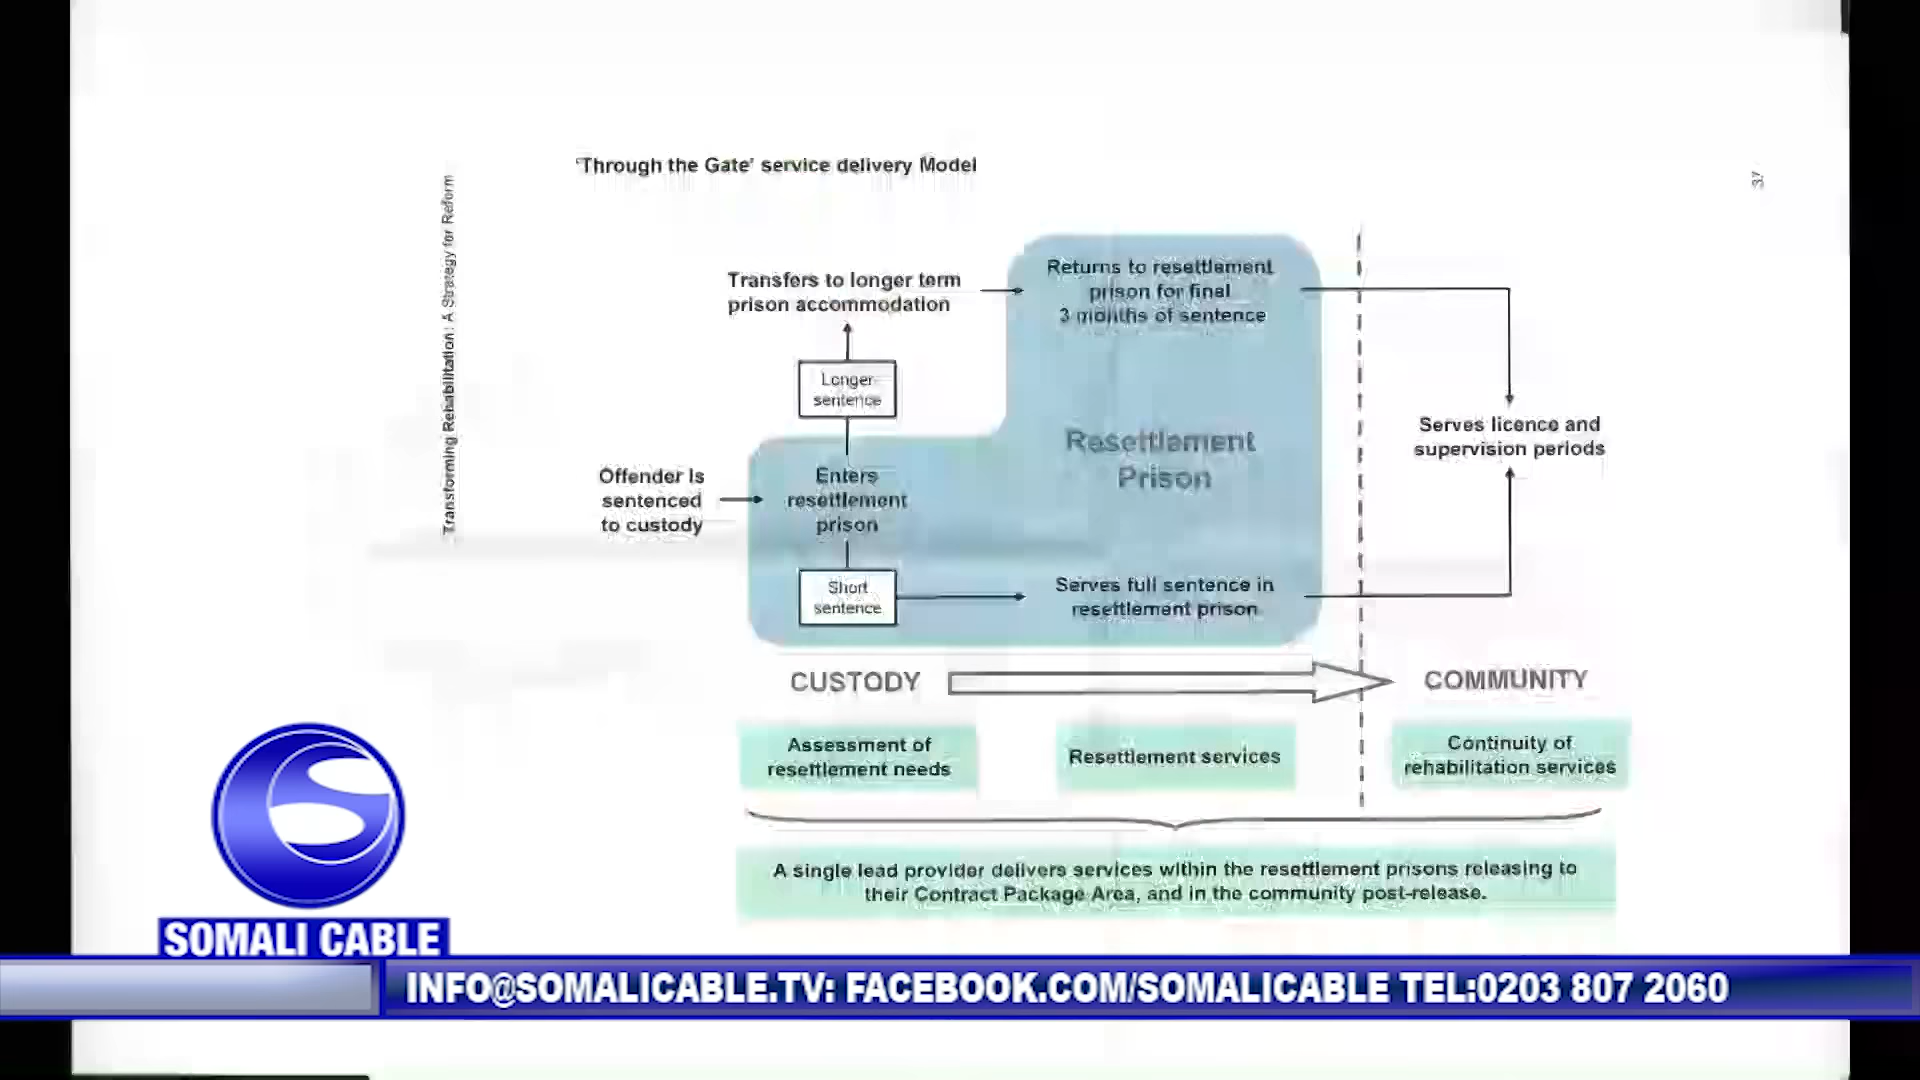 'Through the Gate' service delivery Model
37
Transforming Rehabilitation: A Strategy for Reform
Transfers to longer term
prison accommodation
Returns to resettlement
prison for final
3 months of sentence
Longer
sentence
Serves licence and
supervision periods
Resettlement
Prison
Offender is
sentenced
to custody
Enters
resettlement
prison
Short
sentence
Serves full sentence in
resettlement prison
CUSTODY
COMMUNITY
Assessment of
resettlement needs
Resettlement services
Continuity of
rehabilitation services
A single lead provider delivers services within the resettlement prisons releasing to
their Contract Package Area, and in the community post-release.
SOMALI CABLE
INFO@SOMALICABLE.TV: FACEBOOK.COM/SOMALICABLE TEL:0203 807 2060